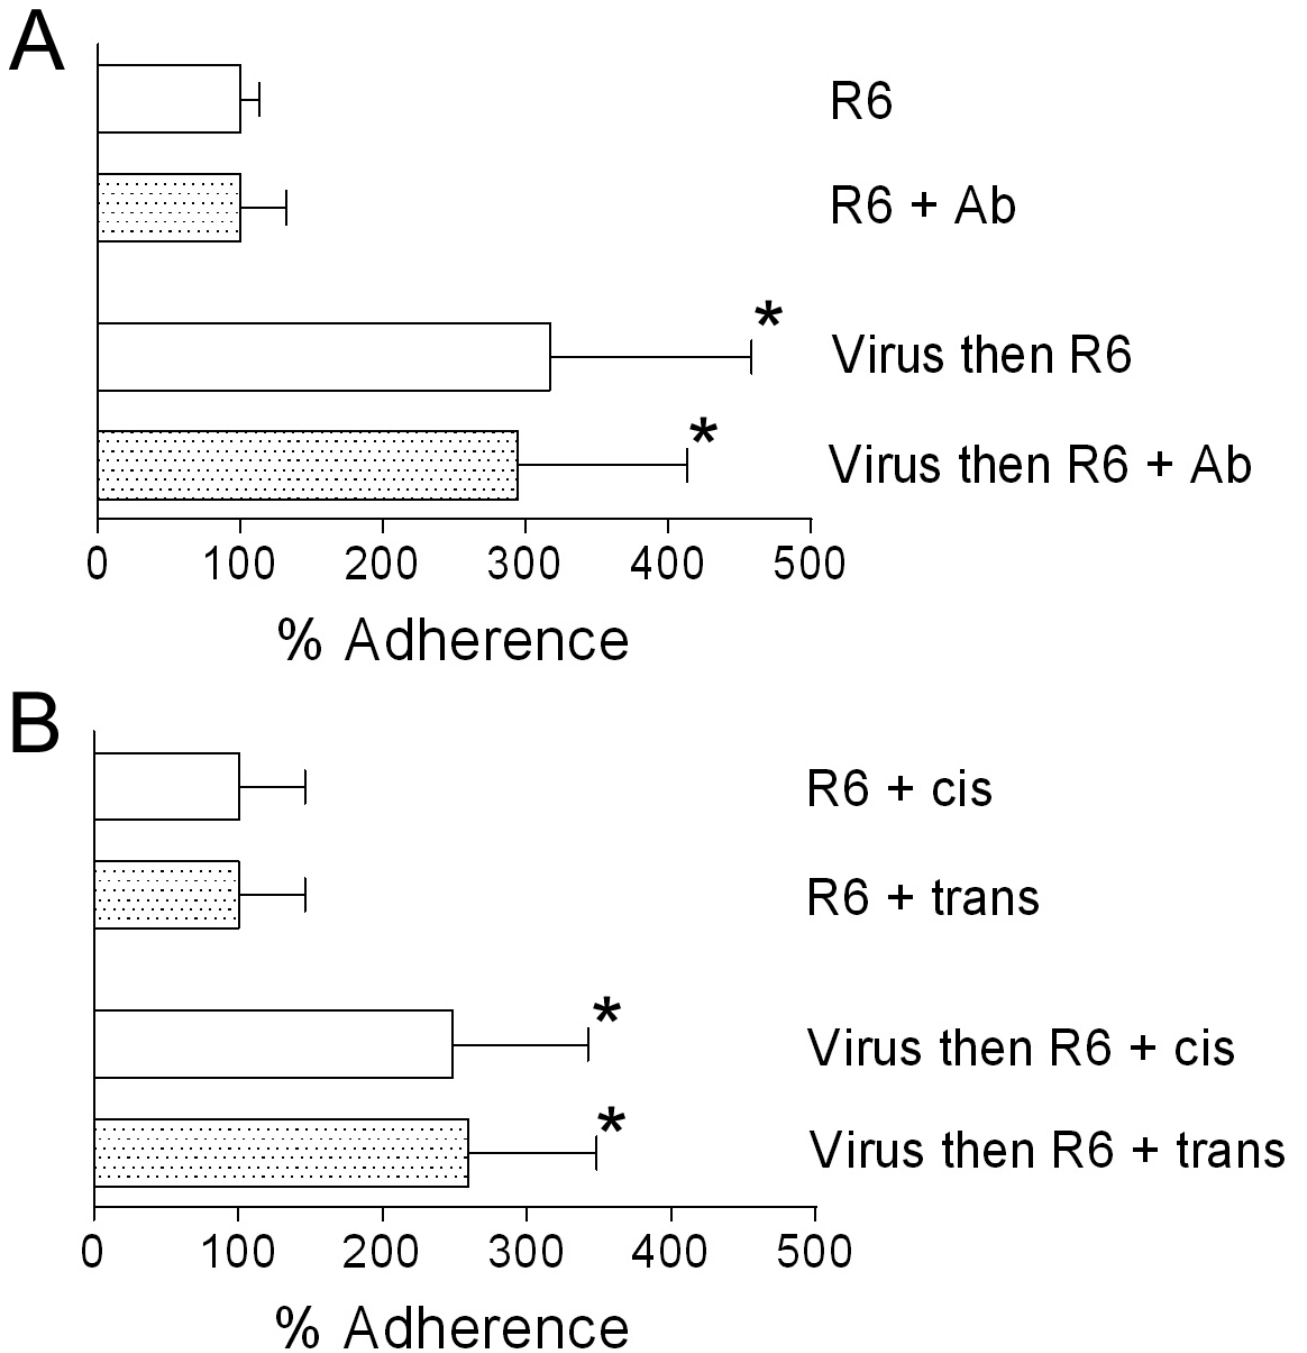 A
R6
R6 + Ab
*
Virus then R6
*
Virus then R6 + Ab
0 100 200 300 400 500
% Adherence
B
R6 + cis
R6 + trans
*
Virus then R6 + cis
*
Virus then R6 + trans
0 100 200 300 400 500
% Adherence